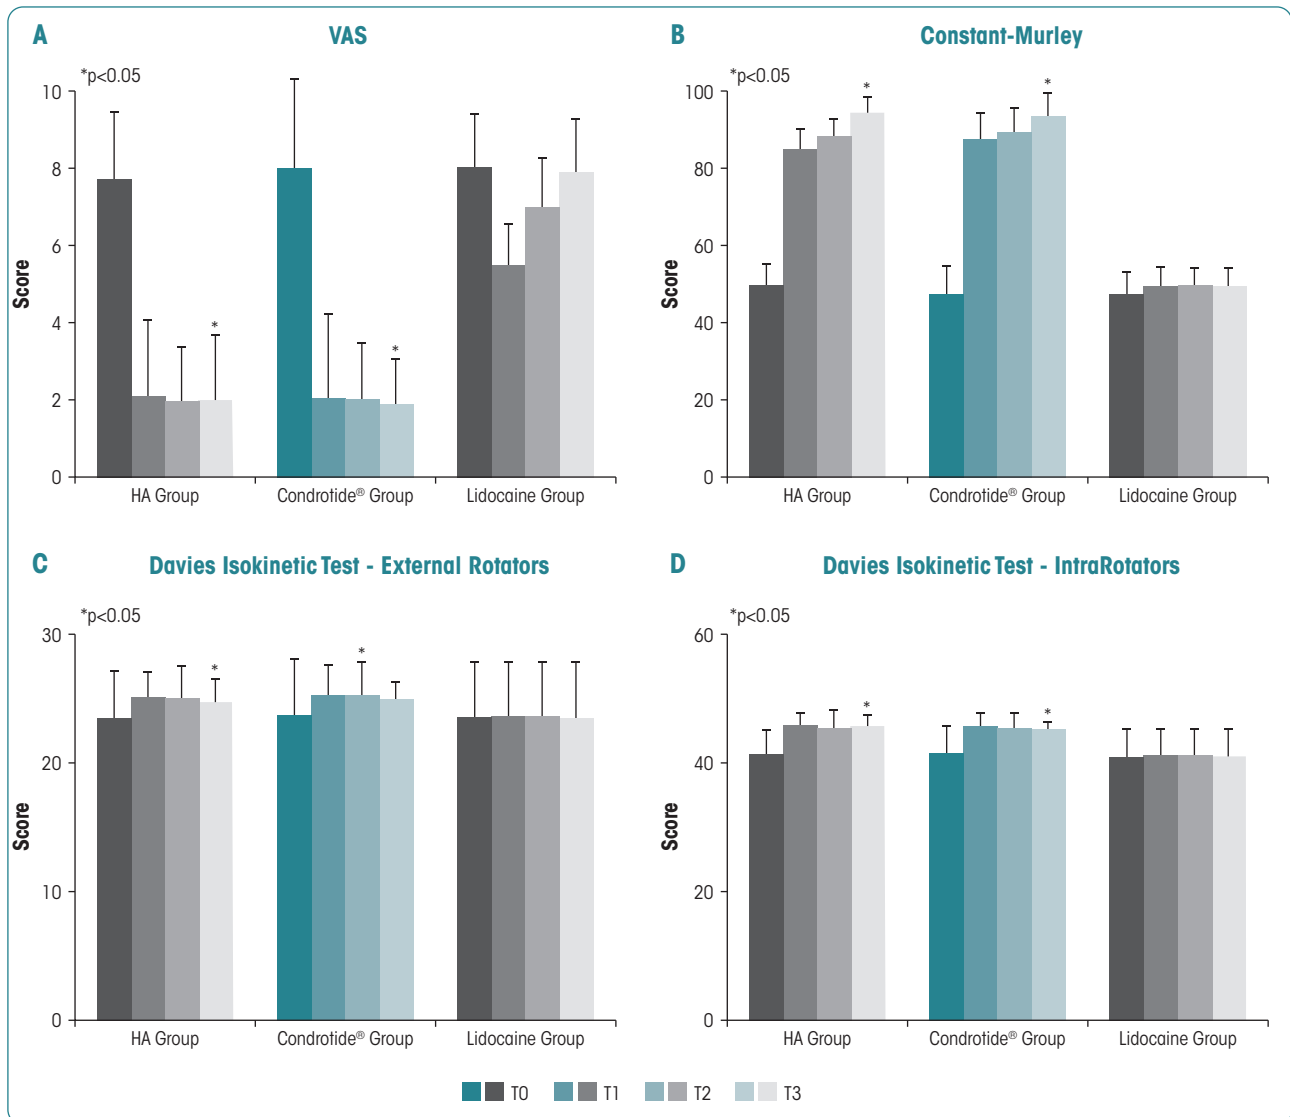 A VAS
*p<0.05
10
8
6
4
2
0
Score
*
*
HA Group Condrotide® Group Lidocaine Group
B Constant-Murley
*p<0.05
100
80
60
40
20
0
Score
*
*
HA Group Condrotide® Group Lidocaine Group
C Davies Isokinetic Test - External Rotators
*p<0.05
30
20
10
0
Score
*
*
HA Group Condrotide® Group Lidocaine Group
D Davies Isokinetic Test - IntraRotators
*p<0.05
60
40
20
0
Score
*
*
HA Group Condrotide® Group Lidocaine Group
T0 T1 T2 T3